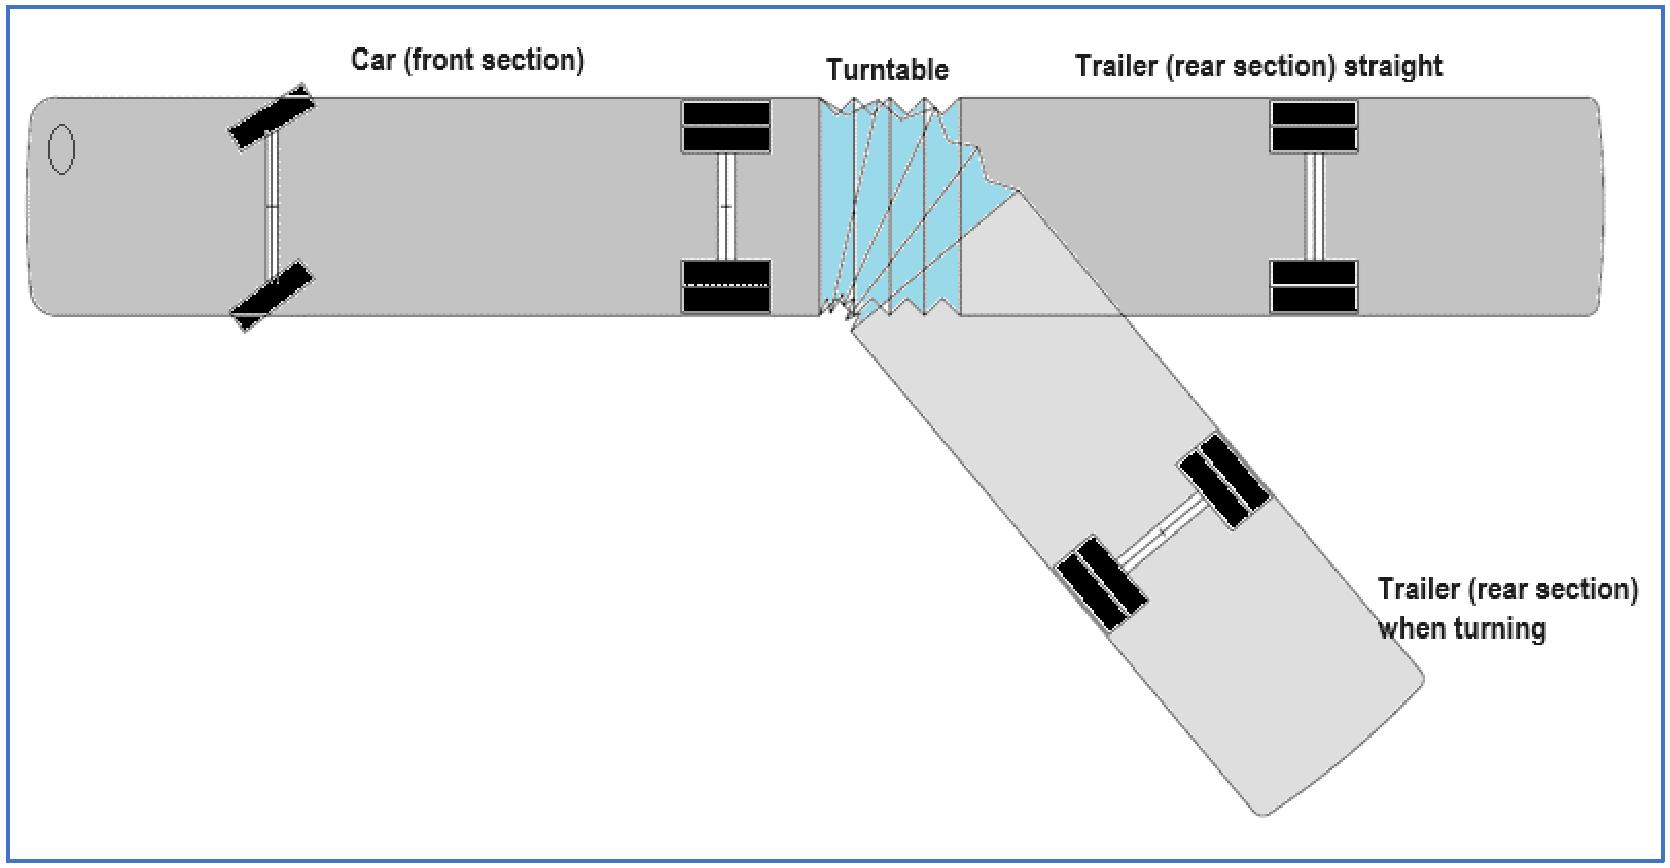 Car (front section)
Turntable
Trailer (rear section) straight
Trailer (rear section)
when turning